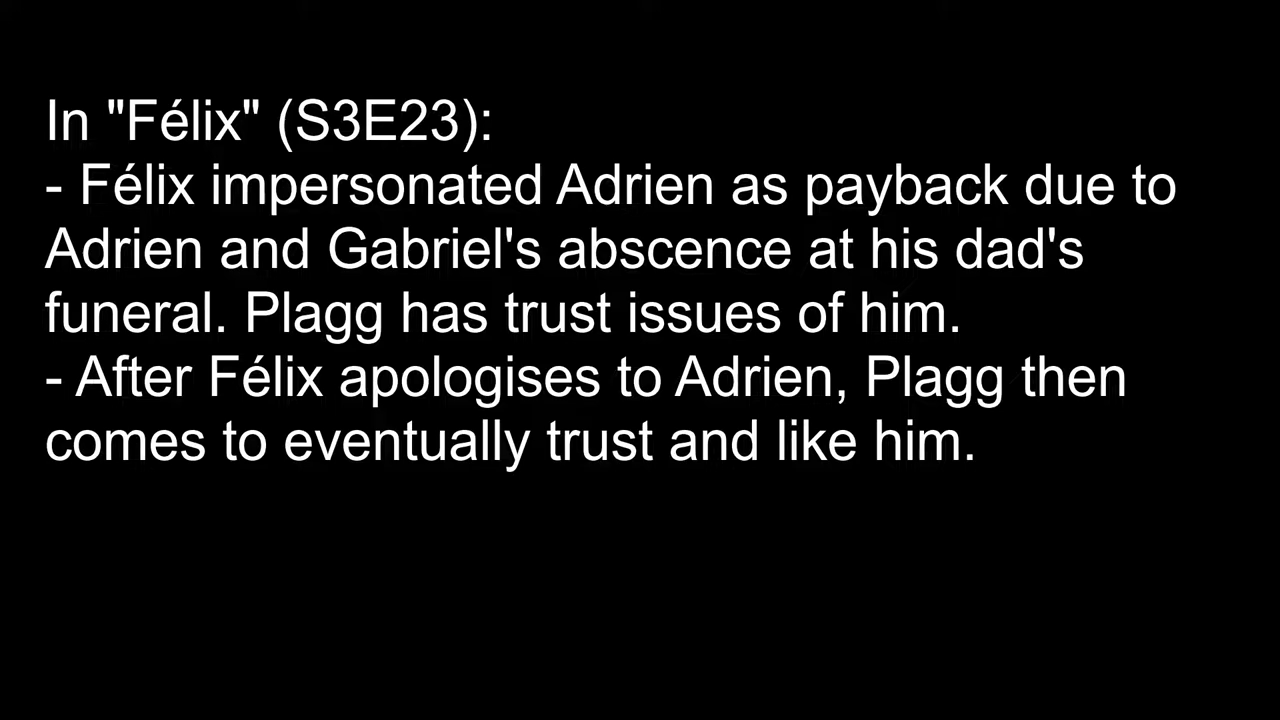 In "Félix" (S3E23):
- Félix impersonated Adrien as payback due to
Adrien and Gabriel's abscence at his dad's
funeral. Plagg has trust issues of him.
- After Félix apologises to Adrien, Plagg then
comes to eventually trust and like him.